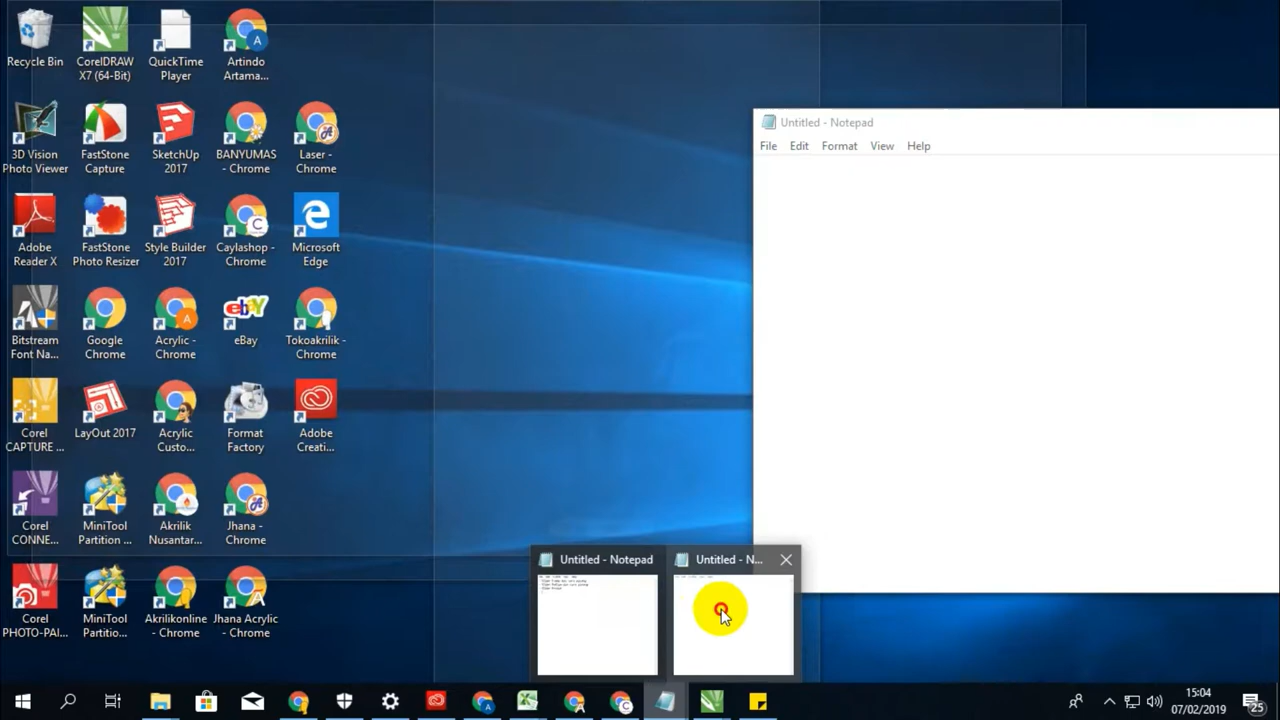 Recycle Bin
CorelDRAW
X7 (64-Bit)
QuickTime
Player
Artindo
Artama...
3D Vision
Photo Viewer
FastStone
Capture
SketchUp
2017
BANYUMAS
- Chrome
Laser -
Chrome
Adobe
Reader X
FastStone
Photo Resizer
Style Builder
2017
Caylashop -
Chrome
Microsoft
Edge
Bitstream
Font Na...
Google
Chrome
Acrylic -
Chrome
ebay
eBay
Tokoakrilik -
Chrome
Corel
CAPTURE ...
LayOut 2017
Acrylic
Custo...
Format
Factory
Adobe
Creati...
Corel
CONNE...
MiniTool
Partition ...
Akrilik
Nusantar...
Jhana -
Chrome
Corel
PHOTO-PAI...
MiniTool
Partitio...
Akrilikonline
- Chrome
Jhana Acrylic
- Chrome
Untitled - Notepad
File Edit Format View Help
Untitled - Notepad
Untitled - N...
15:04
07/02/2019
25